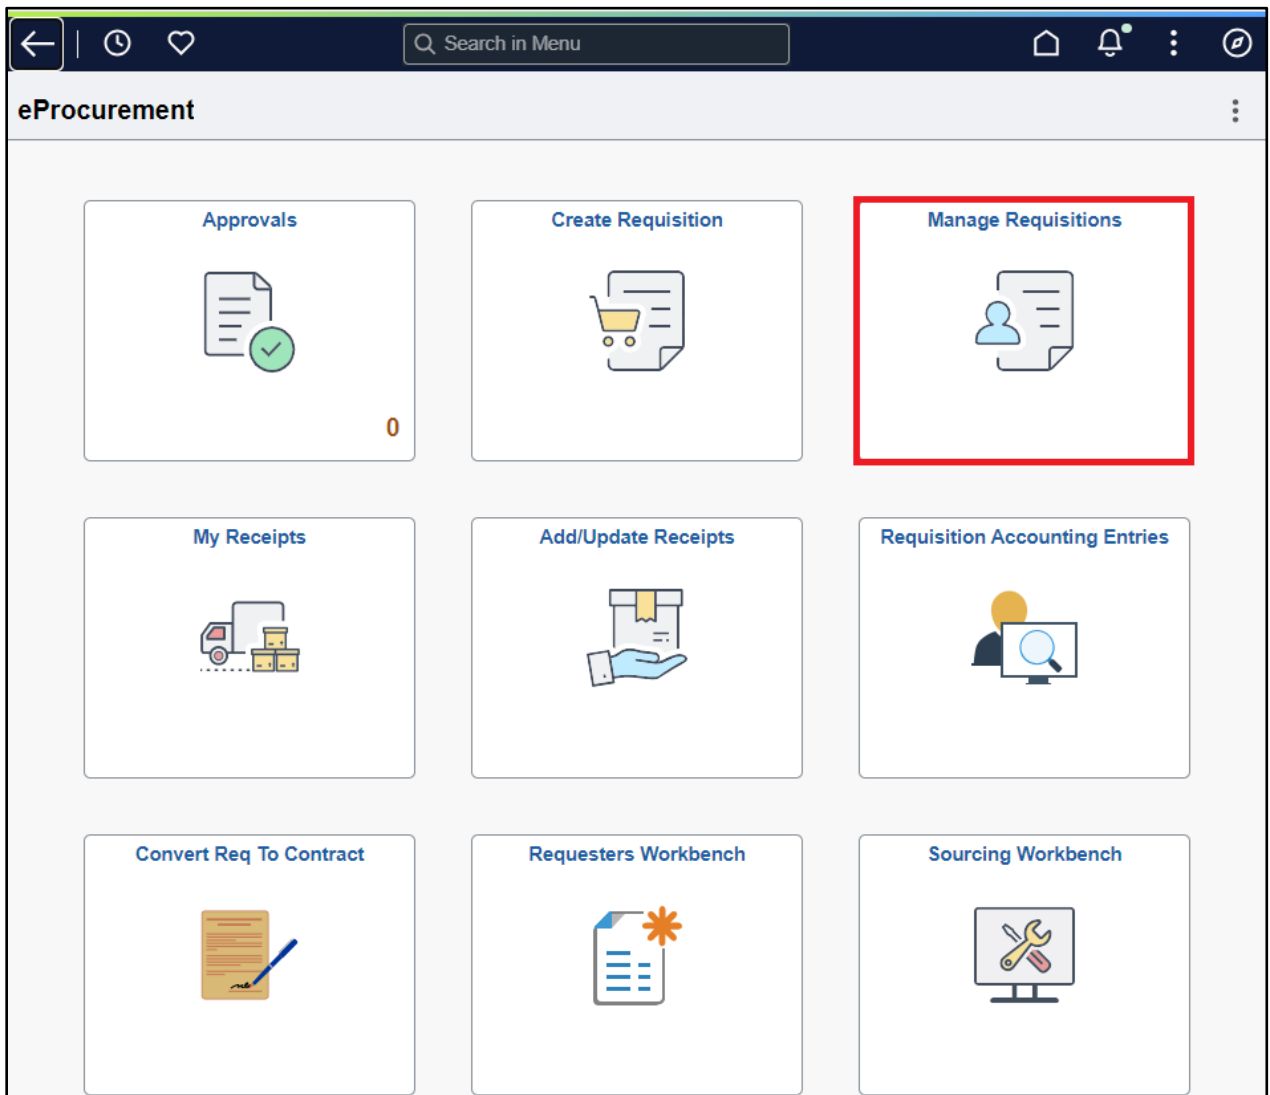 Search in Menu
eProcurement
Approvals
0
Create Requisition
Manage Requisitions
My Receipts
Add/Update Receipts
Requisition Accounting Entries
Convert Req To Contract
Requesters Workbench
Sourcing Workbench